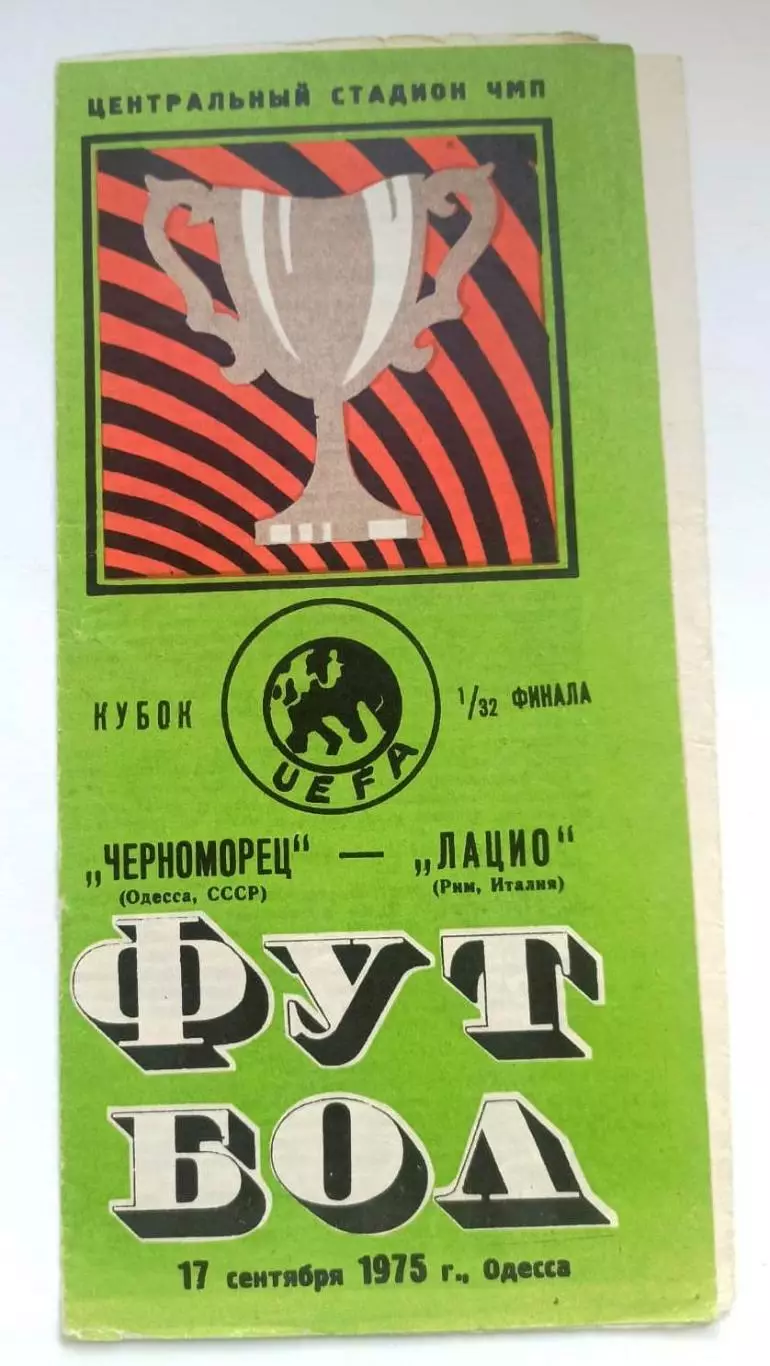 ЦЕНТРАЛЬНЫЙ СТАДИОН ЧМП
КУБОК UEFA 1/32 ФИНАЛА
„ЧЕРНОМОРЕЦ“ — „ЛАЦИО“
(Одесса, СССР) (Рим, Италия)
ФУТ
БОЛ
17 сентября 1975 г., Одесса